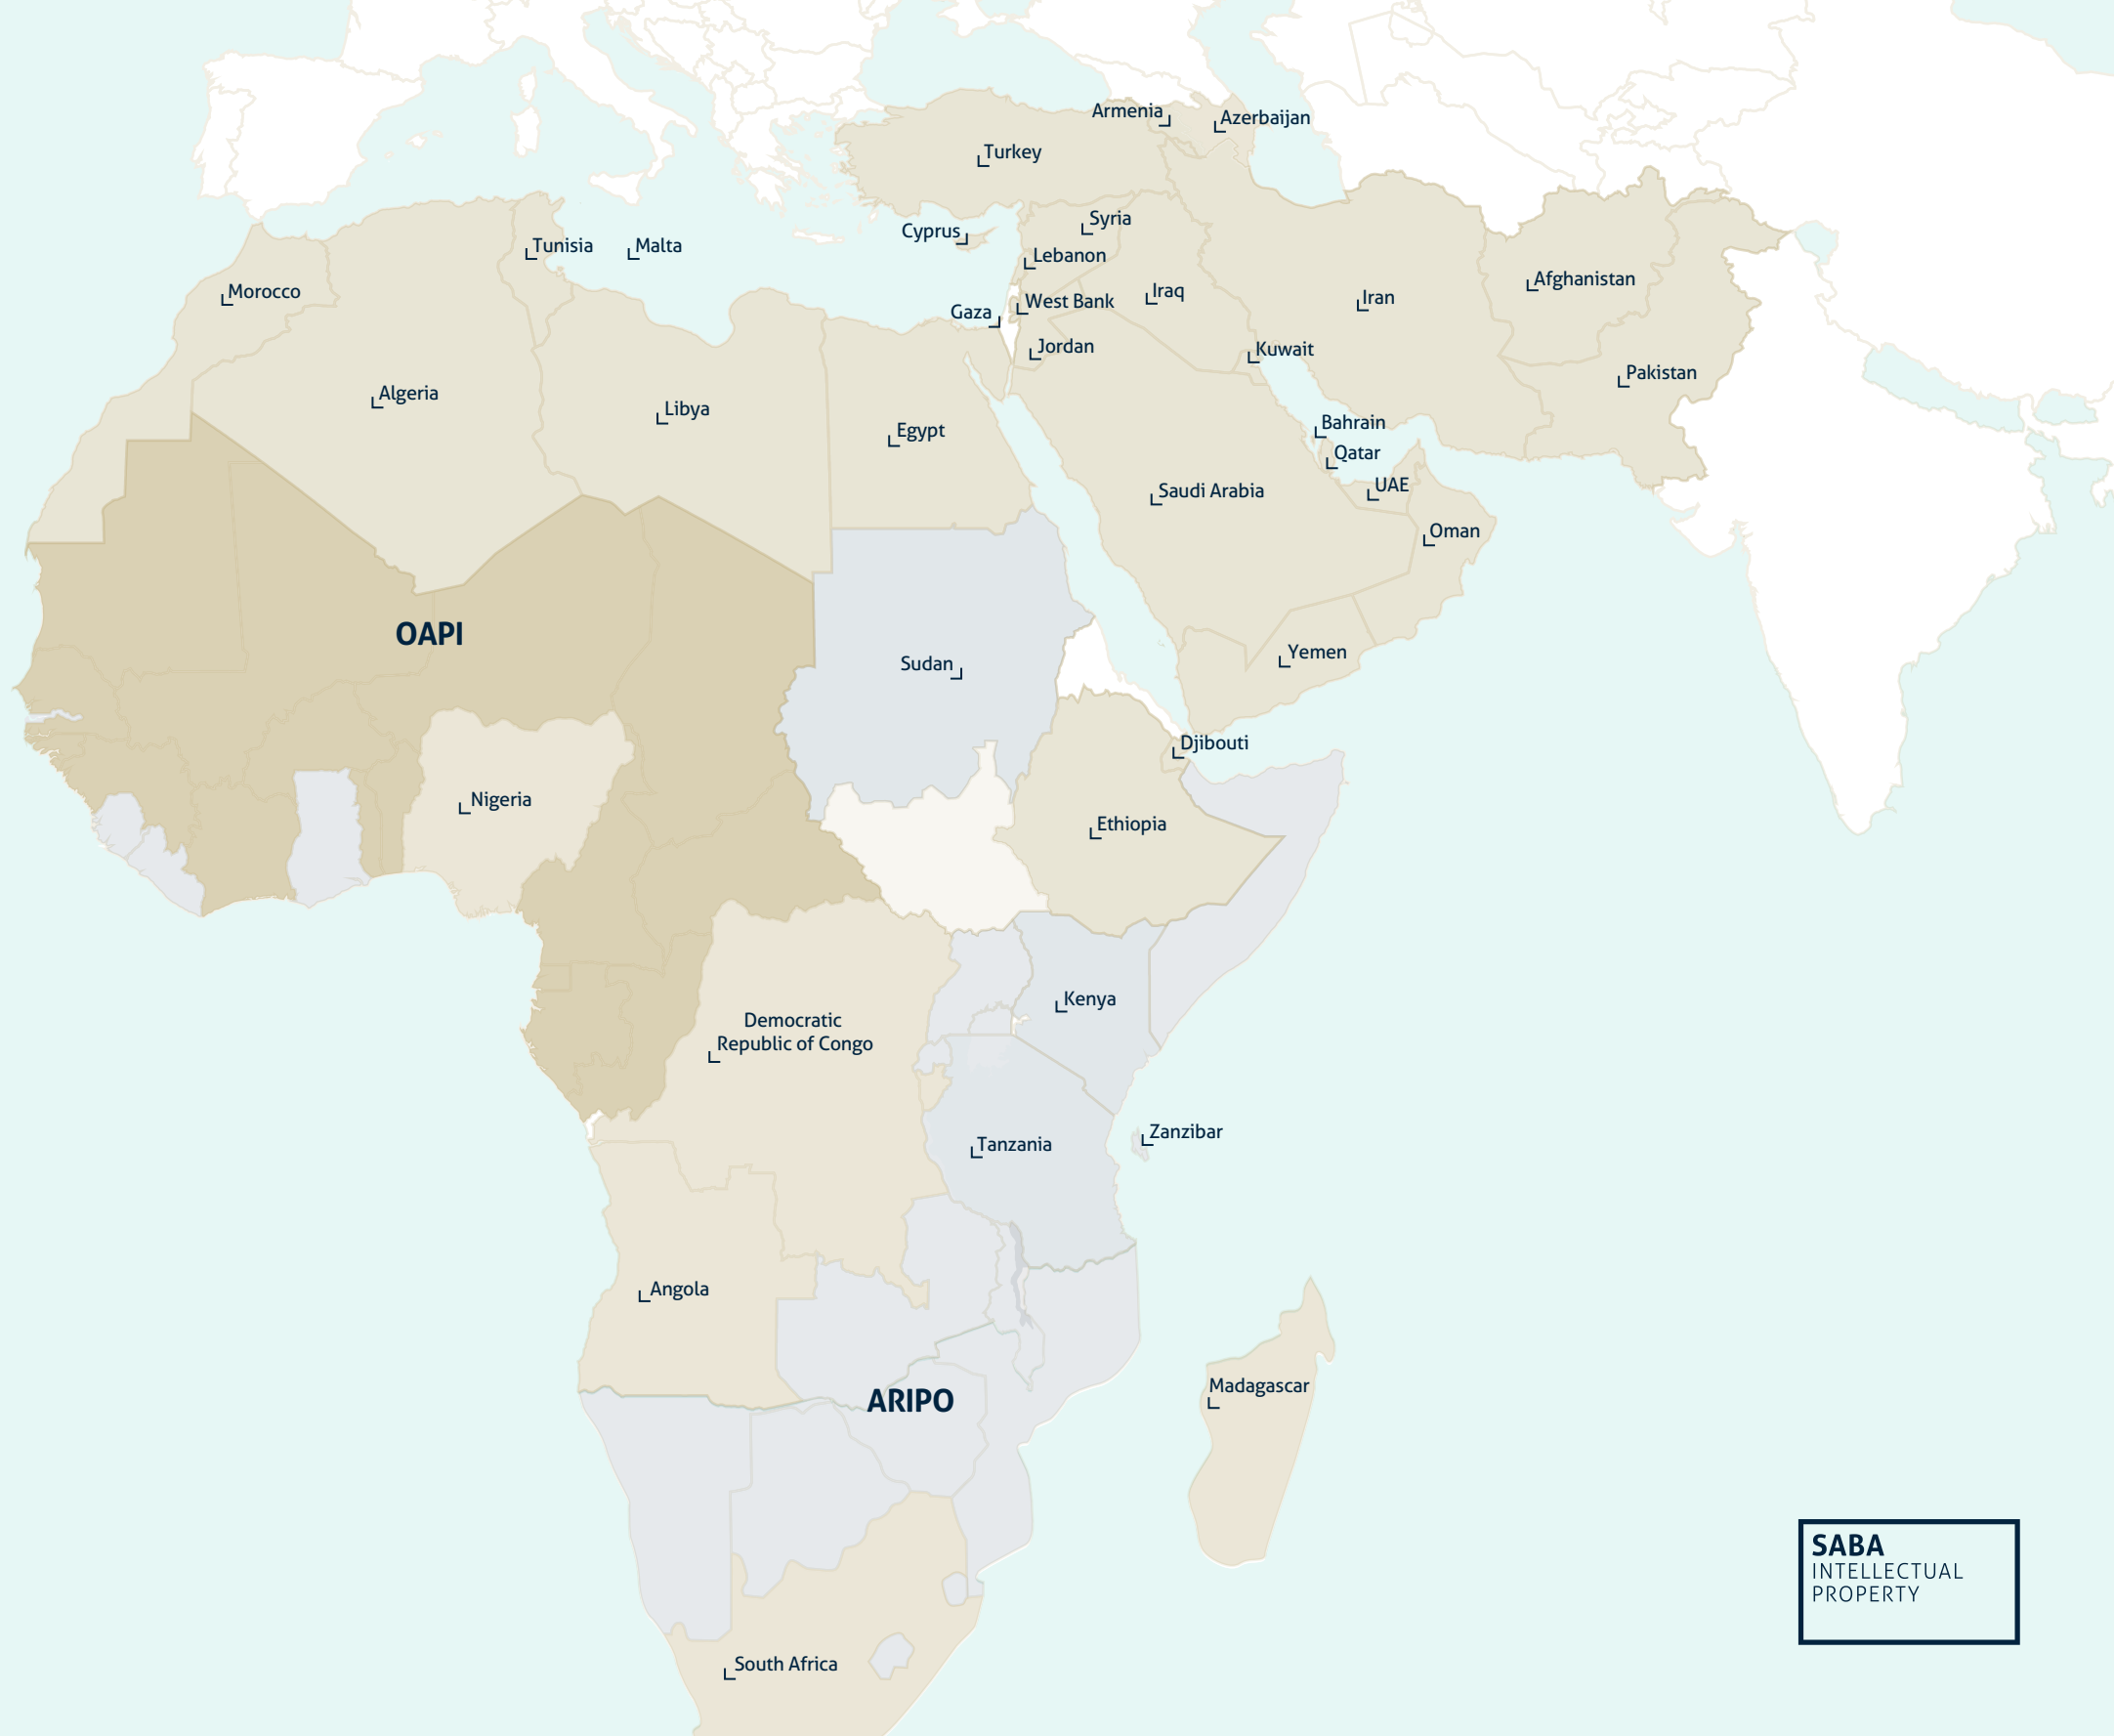 Armenia
Azerbaijan
Turkey
Syria
Cyprus
Tunisia
Malta
Lebanon
Afghanistan
Morocco
Iraq
Iran
West Bank
Gaza
Jordan
Kuwait
Pakistan
Algeria
Libya
Bahrain
Egypt
Qatar
UAE
Saudi Arabia
Oman
OAPI
Yemen
Sudan
Djibouti
Nigeria
Ethiopia
Kenya
Democratic
Republic of Congo
Zanzibar
Tanzania
Angola
Madagascar
ARIPO
SABA
INTELLECTUAL
PROPERTY
South Africa